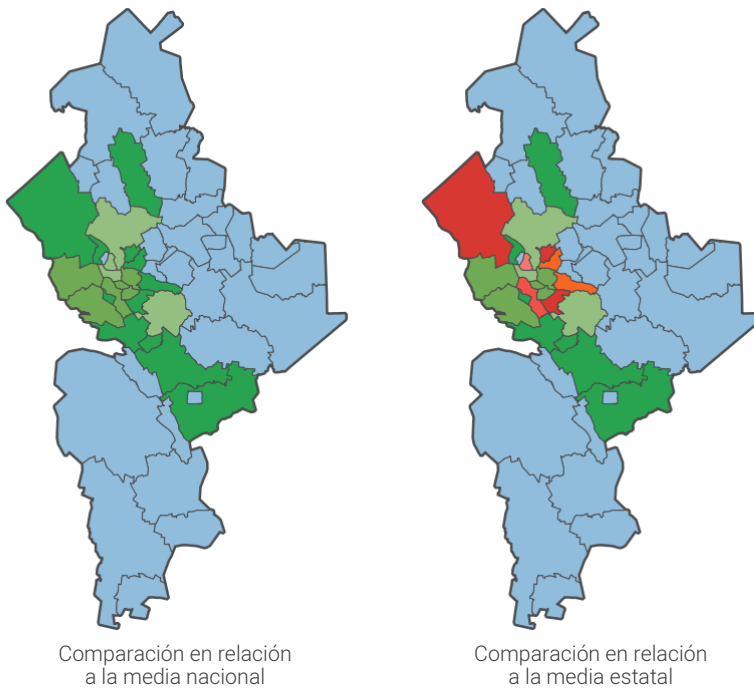 Comparación en relación
a la media nacional
Comparación en relación
a la media estatal